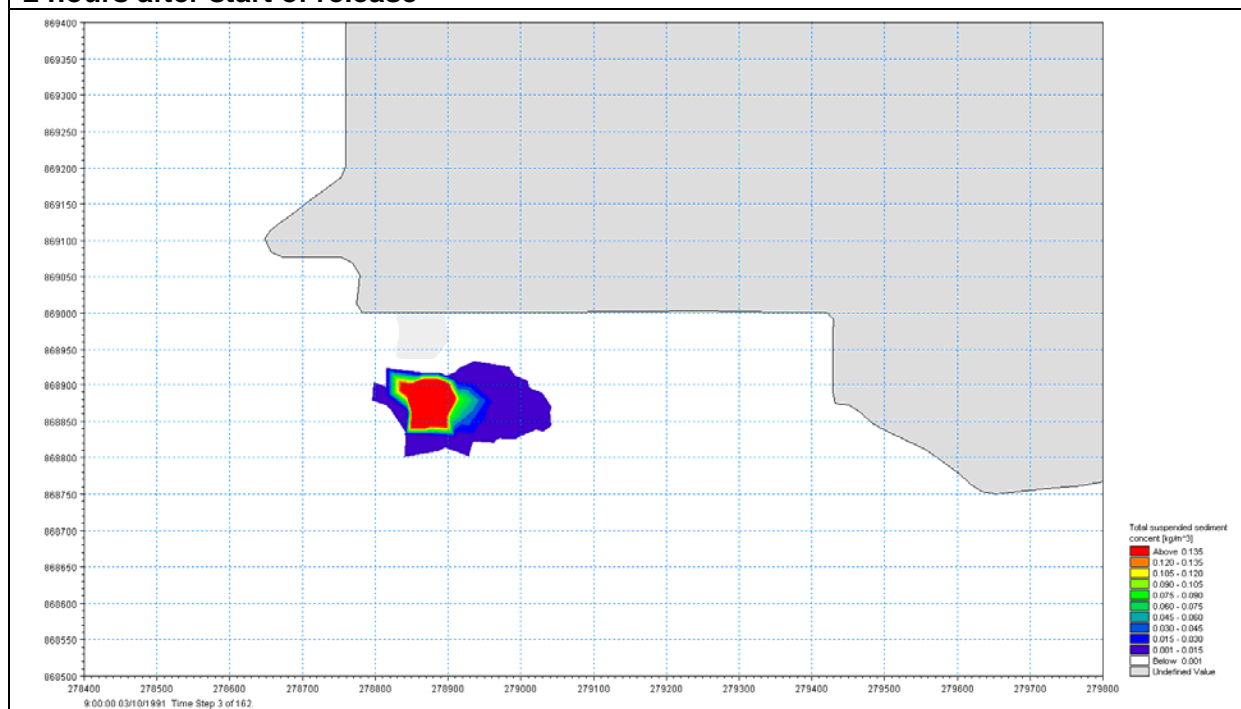 2 hours after start of release
869400
869350
869300
869250
869200
869150
869100
869050
869000
868950
868900
868850
868800
868750
868700
868650
868600
868550
868500
278400 278500 278600 278700 278800 278900 279000 279100 279200 279300 279400 279500 279600 279700 279800
9:00:00 03/10/1991 Time Step 3 of 162.
Total suspended sediment
concent [kg/m^3]
Above 0.135
0.120 - 0.135
0.105 - 0.120
0.090 - 0.105
0.075 - 0.090
0.060 - 0.075
0.045 - 0.060
0.030 - 0.045
0.015 - 0.030
0.001 - 0.015
Below 0.001
Undefined Value